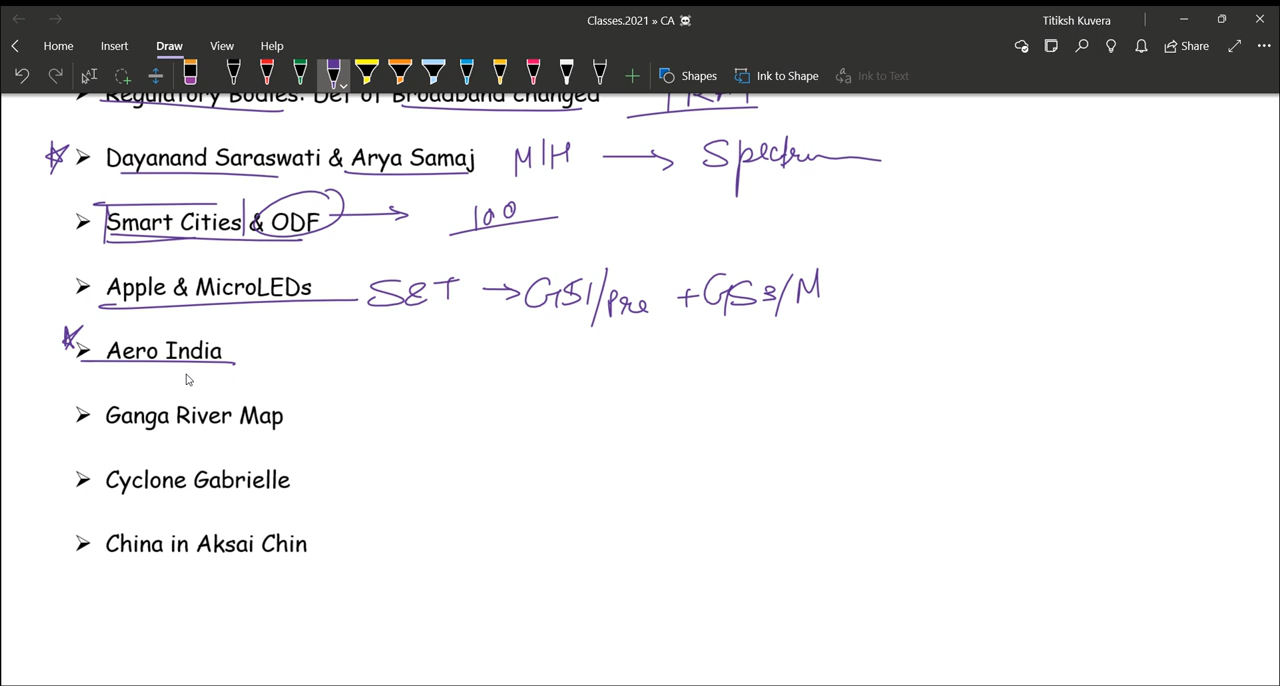 Classes.2021 » CA
Titiksh Kuvera
Home Insert Draw View Help
Share
Shapes Ink to Shape Ink to Text
Regulatory Bodies: Def of Broadband changed TRAI
Dayanand Saraswati & Arya Samaj M/H → Spectrum
Smart Cities & ODF → 100
Apple & MicroLEDs S&T → GS1/Pre + GS3/M
Aero India
Ganga River Map
Cyclone Gabrielle
China in Aksai Chin